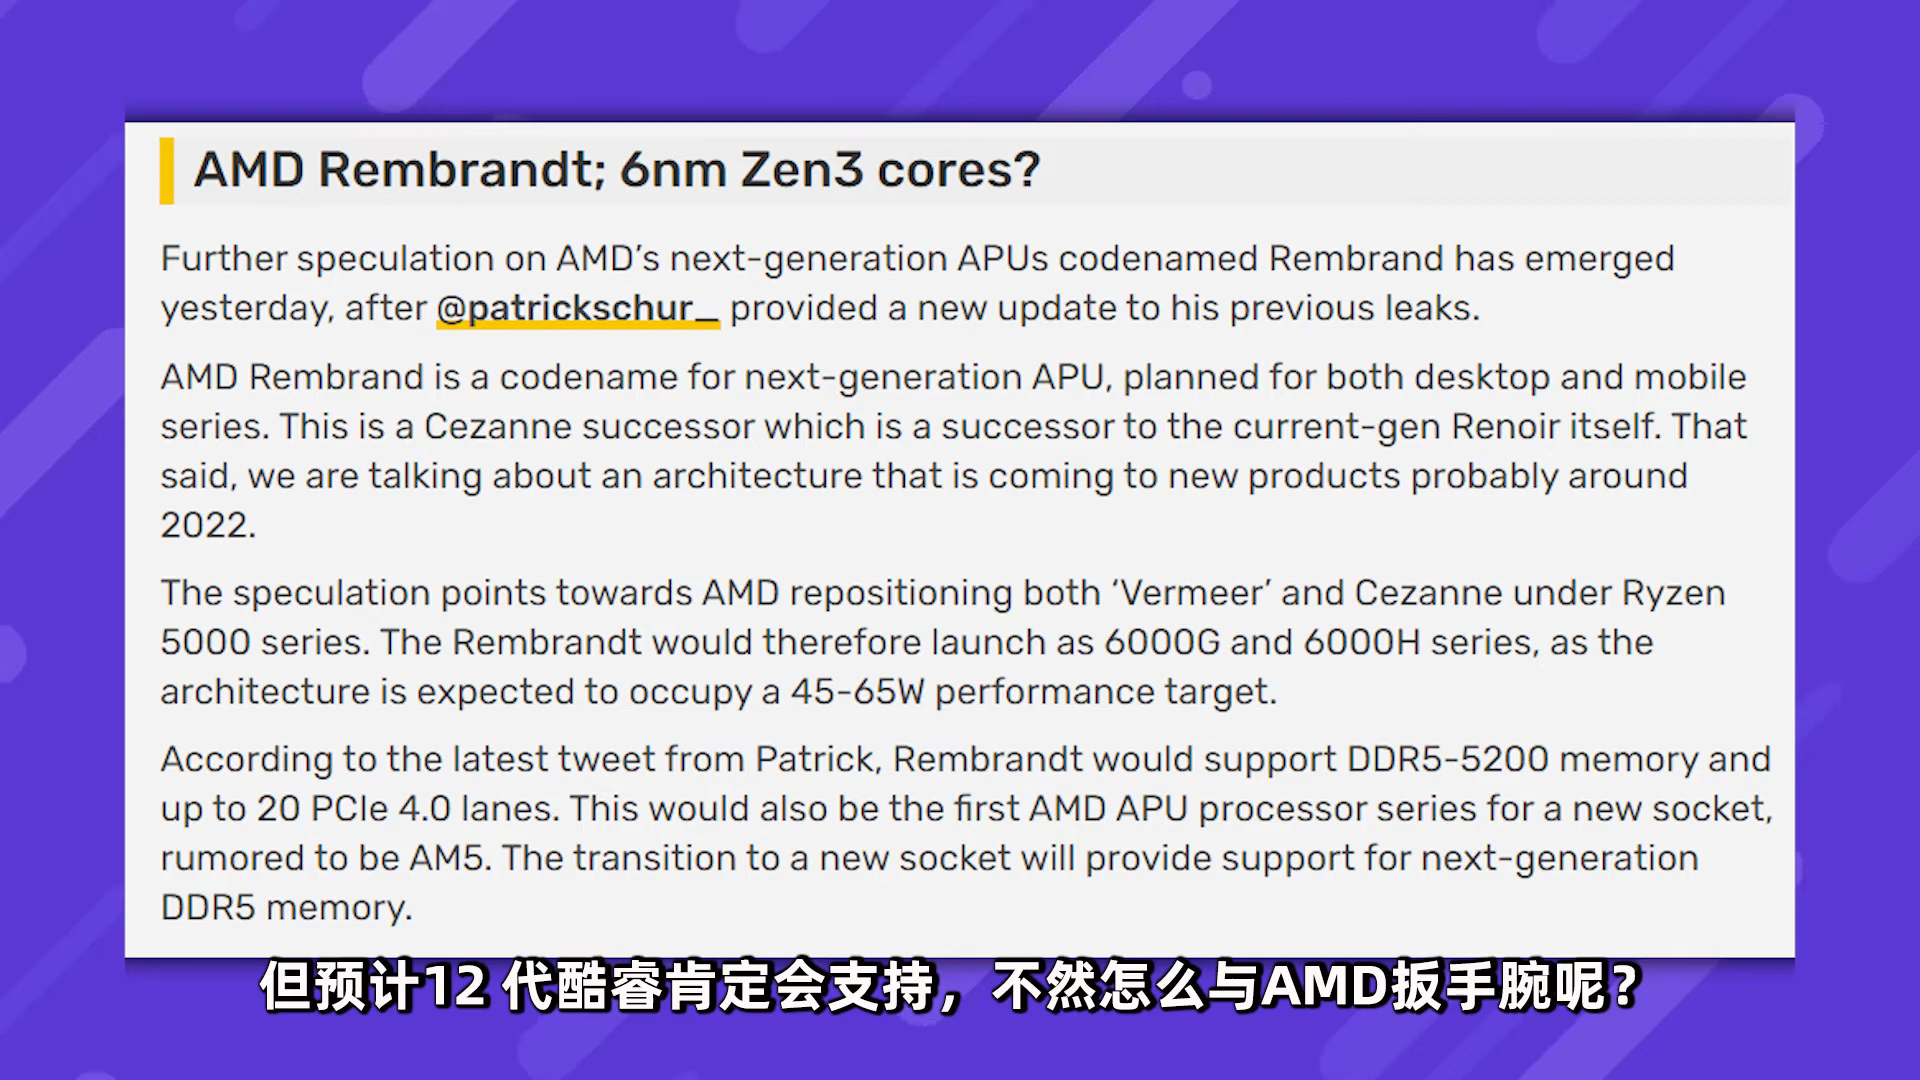 AMD Rembrandt; 6nm Zen3 cores?
Further speculation on AMD’s next-generation APUs codenamed Rembrand has emerged
yesterday, after @patrickschur_ provided a new update to his previous leaks.
AMD Rembrand is a codename for next-generation APU, planned for both desktop and mobile
series. This is a Cezanne successor which is a successor to the current-gen Renoir itself. That
said, we are talking about an architecture that is coming to new products probably around
2022.
The speculation points towards AMD repositioning both ‘Vermeer’ and Cezanne under Ryzen
5000 series. The Rembrandt would therefore launch as 6000G and 6000H series, as the
architecture is expected to occupy a 45-65W performance target.
According to the latest tweet from Patrick, Rembrandt would support DDR5-5200 memory and
up to 20 PCIe 4.0 lanes. This would also be the first AMD APU processor series for a new socket,
rumored to be AM5. The transition to a new socket will provide support for next-generation
DDR5 memory.
但预计12 代酷睿肯定会支持，不然怎么与AMD扳手腕呢？